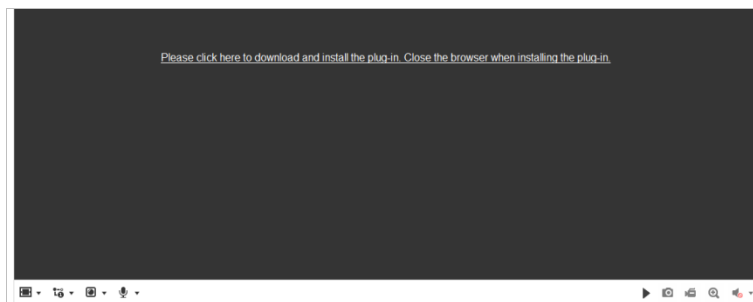 Please click here to download and install the plug-in. Close the browser when installing the plug-in.